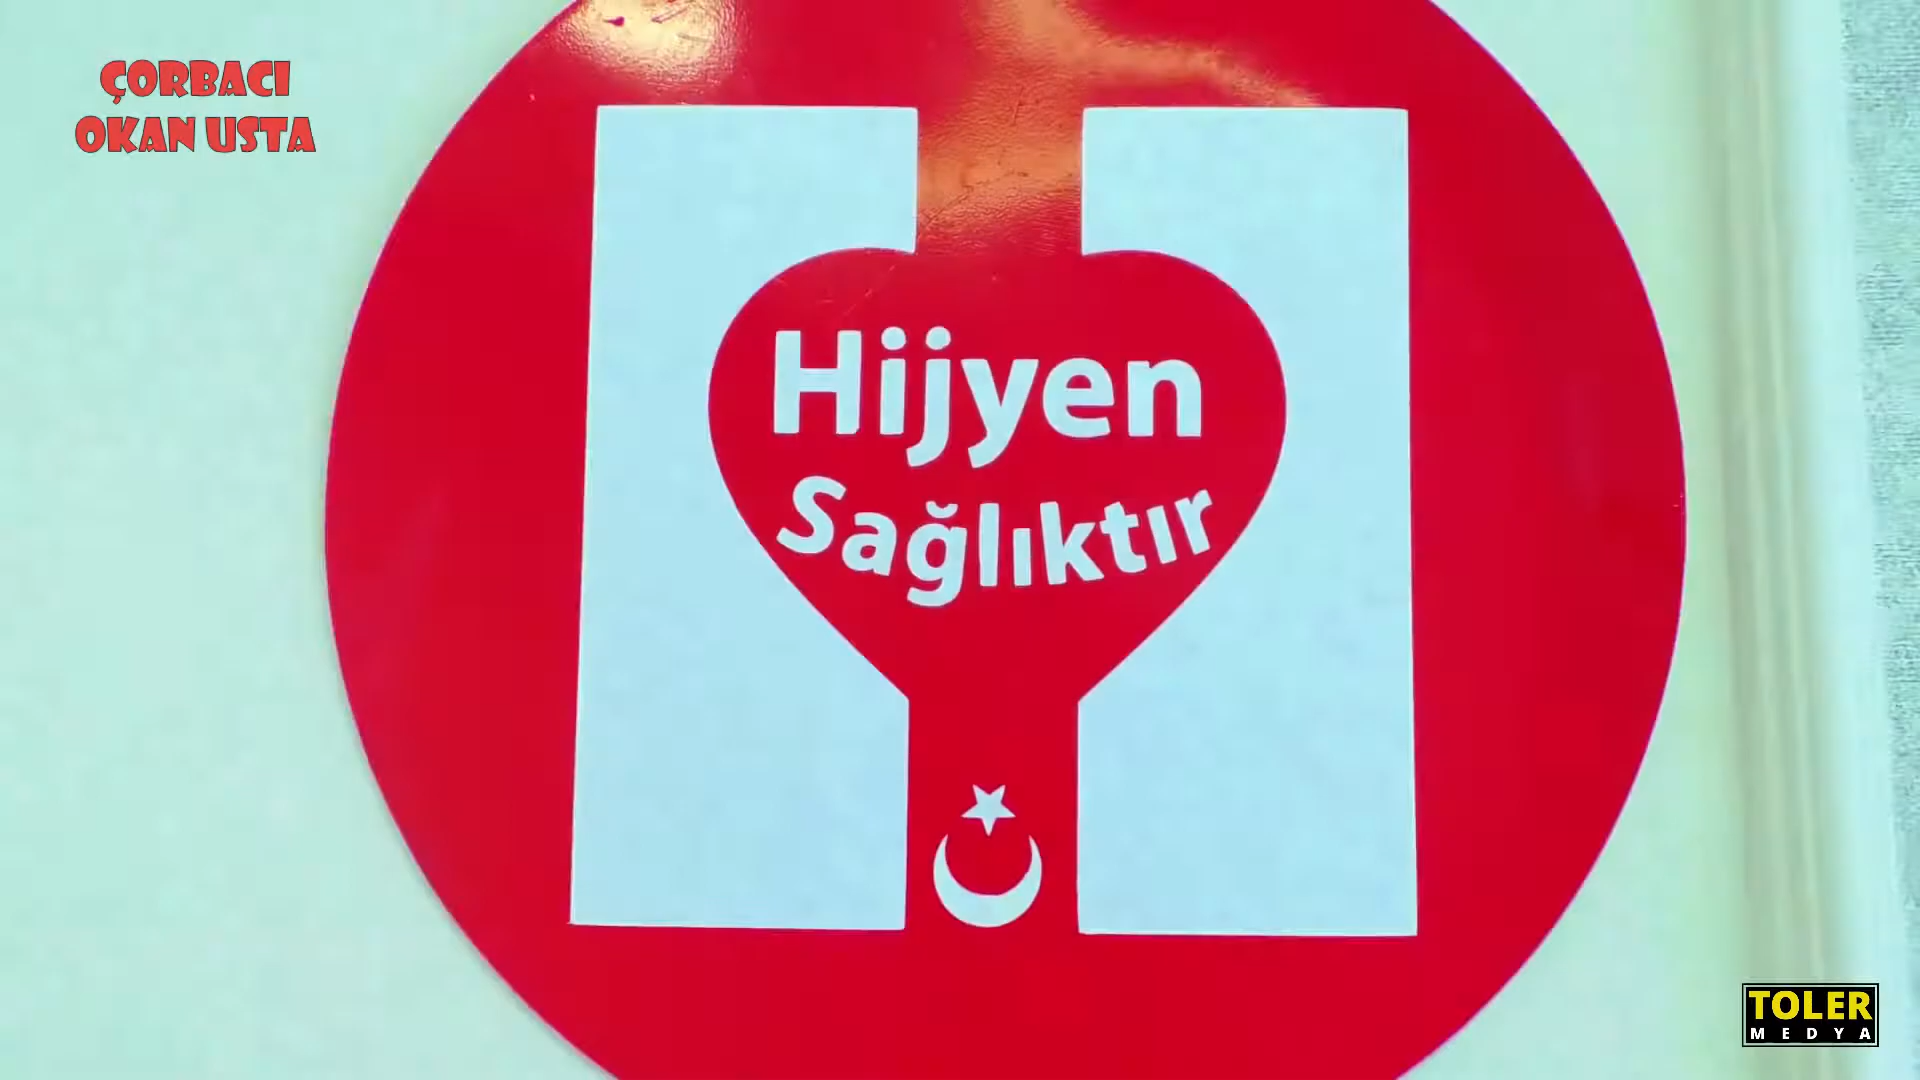 ÇORBACI
OKAN USTA
Hijyen
Sağlıktır
TOLER
MEDYA